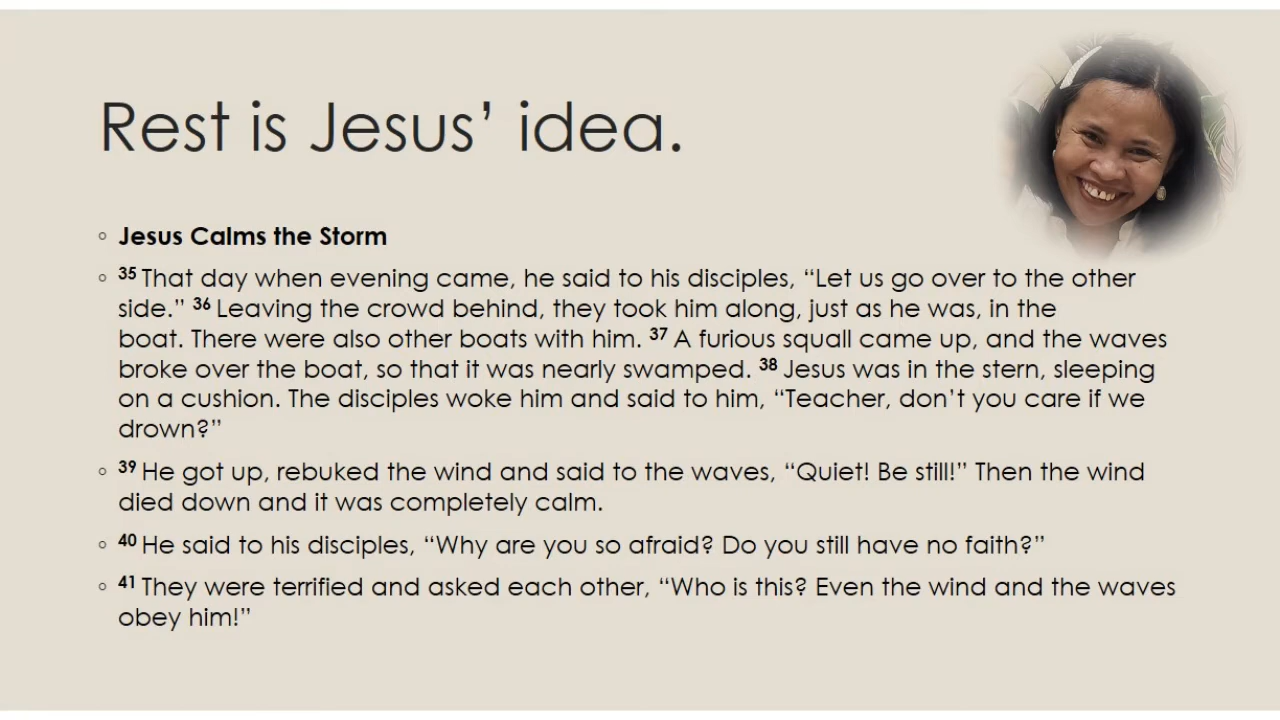 Rest is Jesus’ idea.
◦ Jesus Calms the Storm
◦ 35 That day when evening came, he said to his disciples, “Let us go over to the other
side.” 36 Leaving the crowd behind, they took him along, just as he was, in the
boat. There were also other boats with him. 37 A furious squall came up, and the waves
broke over the boat, so that it was nearly swamped. 38 Jesus was in the stern, sleeping
on a cushion. The disciples woke him and said to him, “Teacher, don’t you care if we
drown?”
◦ 39 He got up, rebuked the wind and said to the waves, “Quiet! Be still!” Then the wind
died down and it was completely calm.
◦ 40 He said to his disciples, “Why are you so afraid? Do you still have no faith?”
◦ 41 They were terrified and asked each other, “Who is this? Even the wind and the waves
obey him!”